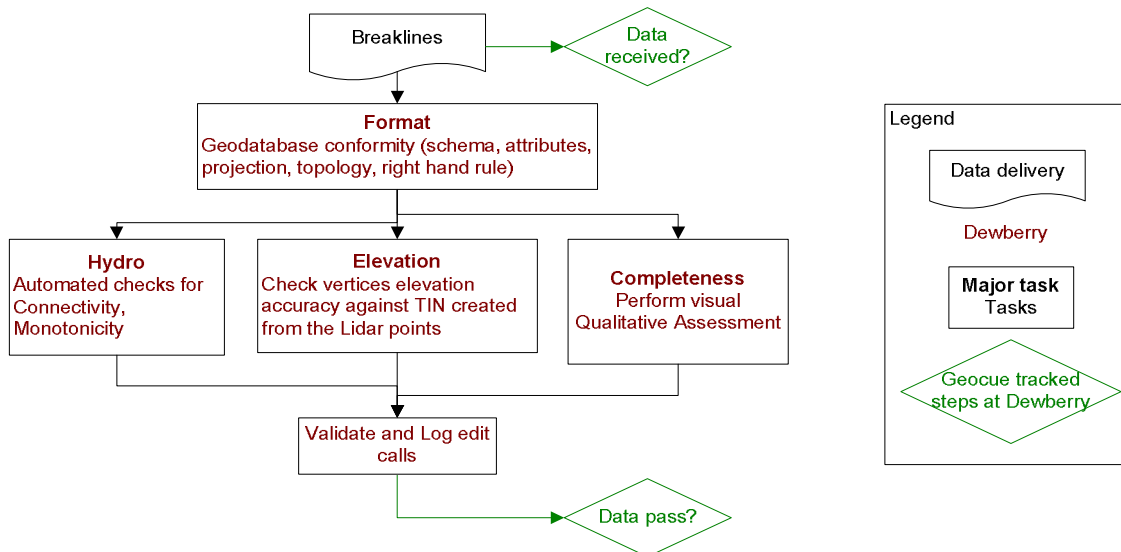 Breaklines
Data
received?
Format
Geodatabase conformity (schema, attributes,
projection, topology, right hand rule)
Hydro
Automated checks for
Connectivity,
Monotonicity
Elevation
Check vertices elevation
accuracy against TIN created
from the Lidar points
Completeness
Perform visual
Qualitative Assessment
Validate and Log edit
calls
Data pass?
Legend
Data delivery
Dewberry
Major task
Tasks
Geocue tracked
steps at Dewberry